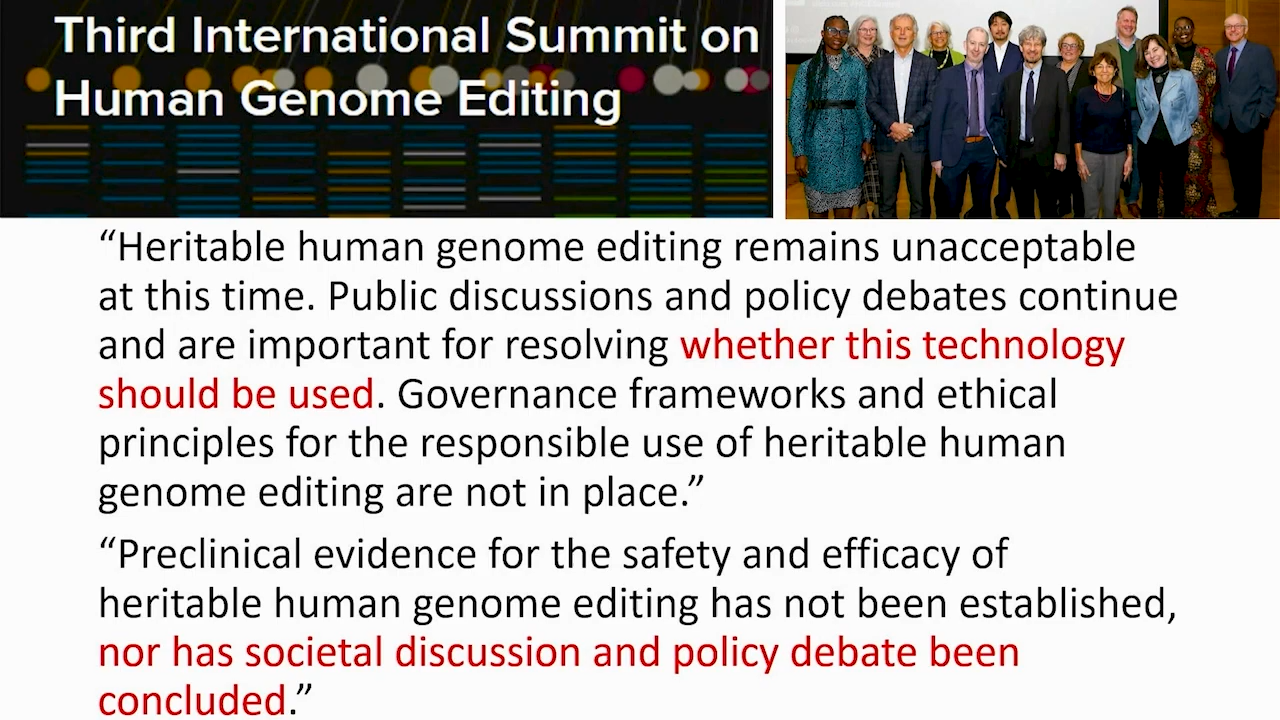 Third International Summit on
Human Genome Editing
“Heritable human genome editing remains unacceptable
at this time. Public discussions and policy debates continue
and are important for resolving whether this technology
should be used. Governance frameworks and ethical
principles for the responsible use of heritable human
genome editing are not in place.”
“Preclinical evidence for the safety and efficacy of
heritable human genome editing has not been established,
nor has societal discussion and policy debate been
concluded.”